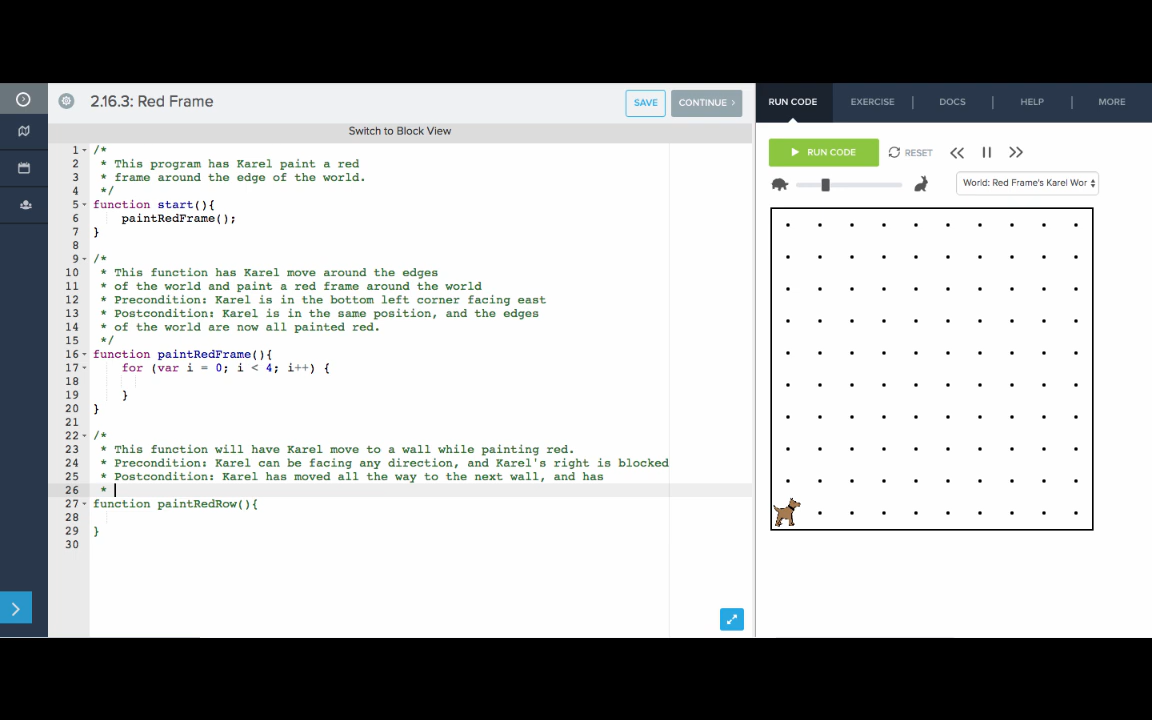 2.16.3: Red Frame
SAVE
CONTINUE ›
RUN CODE
EXERCISE
DOCS
HELP
MORE
Switch to Block View
RUN CODE
RESET
World: Red Frame's Karel Wor
1 /*
2  * This program has Karel paint a red
3  * frame around the edge of the world.
4  */
5 function start(){
6     paintRedFrame();
7 }
8
9 /*
10  * This function has Karel move around the edges
11  * of the world and paint a red frame around the world
12  * Precondition: Karel is in the bottom left corner facing east
13  * Postcondition: Karel is in the same position, and the edges
14  * of the world are now all painted red.
15  */
16 function paintRedFrame(){
17     for (var i = 0; i < 4; i++) {
18
19     }
20 }
21
22 /*
23  * This function will have Karel move to a wall while painting red.
24  * Precondition: Karel can be facing any direction, and Karel's right is blocked
25  * Postcondition: Karel has moved all the way to the next wall, and has
26  *
27 function paintRedRow(){
28
29 }
30